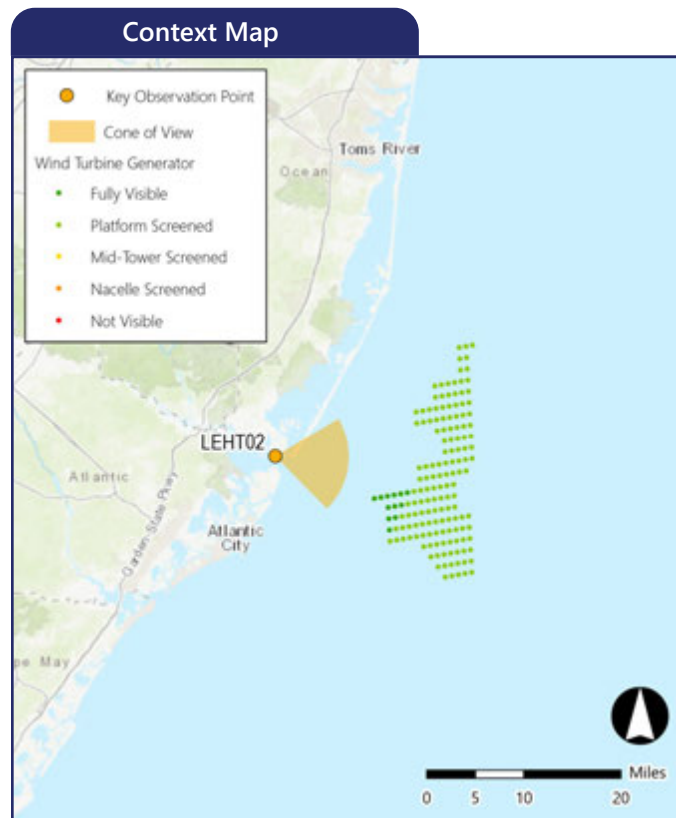 Context Map
Key Observation Point
Cone of View
Wind Turbine Generator
Fully Visible
Platform Screened
Mid-Tower Screened
Nacelle Screened
Not Visible
Toms River
Ocean
LEHT02
Atlantic
Garden-State Pkwy
Atlantic
City
pe May
Miles
0 5 10 20